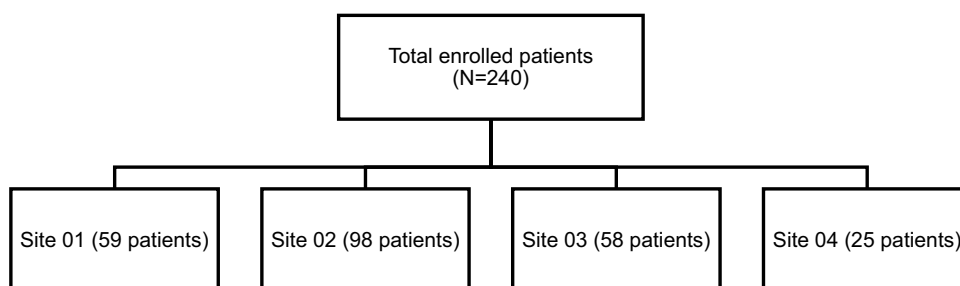 Total enrolled patients
(N=240)
Site 01 (59 patients)
Site 02 (98 patients)
Site 03 (58 patients)
Site 04 (25 patients)